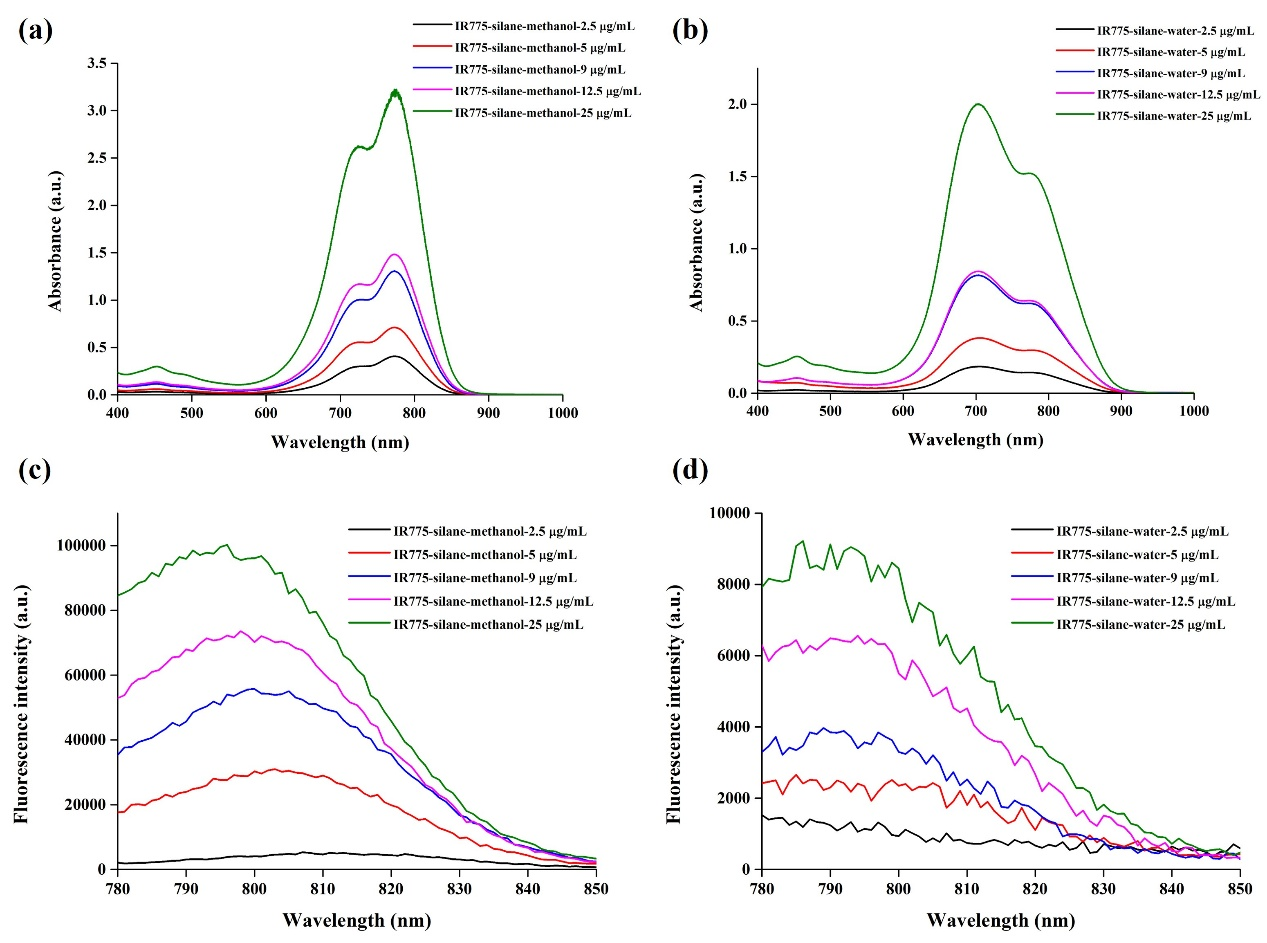 (a)
IR775-silane-methanol-2.5 μg/mL
IR775-silane-methanol-5 μg/mL
IR775-silane-methanol-9 μg/mL
IR775-silane-methanol-12.5 μg/mL
IR775-silane-methanol-25 μg/mL
3.5
3.0
2.5
2.0
1.5
1.0
0.5
0.0
Absorbance (a.u.)
400 500 600 700 800 900 1000
Wavelength (nm)
(b)
IR775-silane-water-2.5 μg/mL
IR775-silane-water-5 μg/mL
IR775-silane-water-9 μg/mL
IR775-silane-water-12.5 μg/mL
IR775-silane-water-25 μg/mL
2.0
1.5
1.0
0.5
0.0
Absorbance (a.u.)
400 500 600 700 800 900 1000
Wavelength (nm)
(c)
IR775-silane-methanol-2.5 μg/mL
IR775-silane-methanol-5 μg/mL
IR775-silane-methanol-9 μg/mL
IR775-silane-methanol-12.5 μg/mL
IR775-silane-methanol-25 μg/mL
100000
80000
60000
40000
20000
0
Fluorescence intensity (a.u.)
780 790 800 810 820 830 840 850
Wavelength (nm)
(d)
IR775-silane-water-2.5 μg/mL
IR775-silane-water-5 μg/mL
IR775-silane-water-9 μg/mL
IR775-silane-water-12.5 μg/mL
IR775-silane-water-25 μg/mL
10000
8000
6000
4000
2000
0
Fluorescence intensity (a.u.)
780 790 800 810 820 830 840 850
Wavelength (nm)